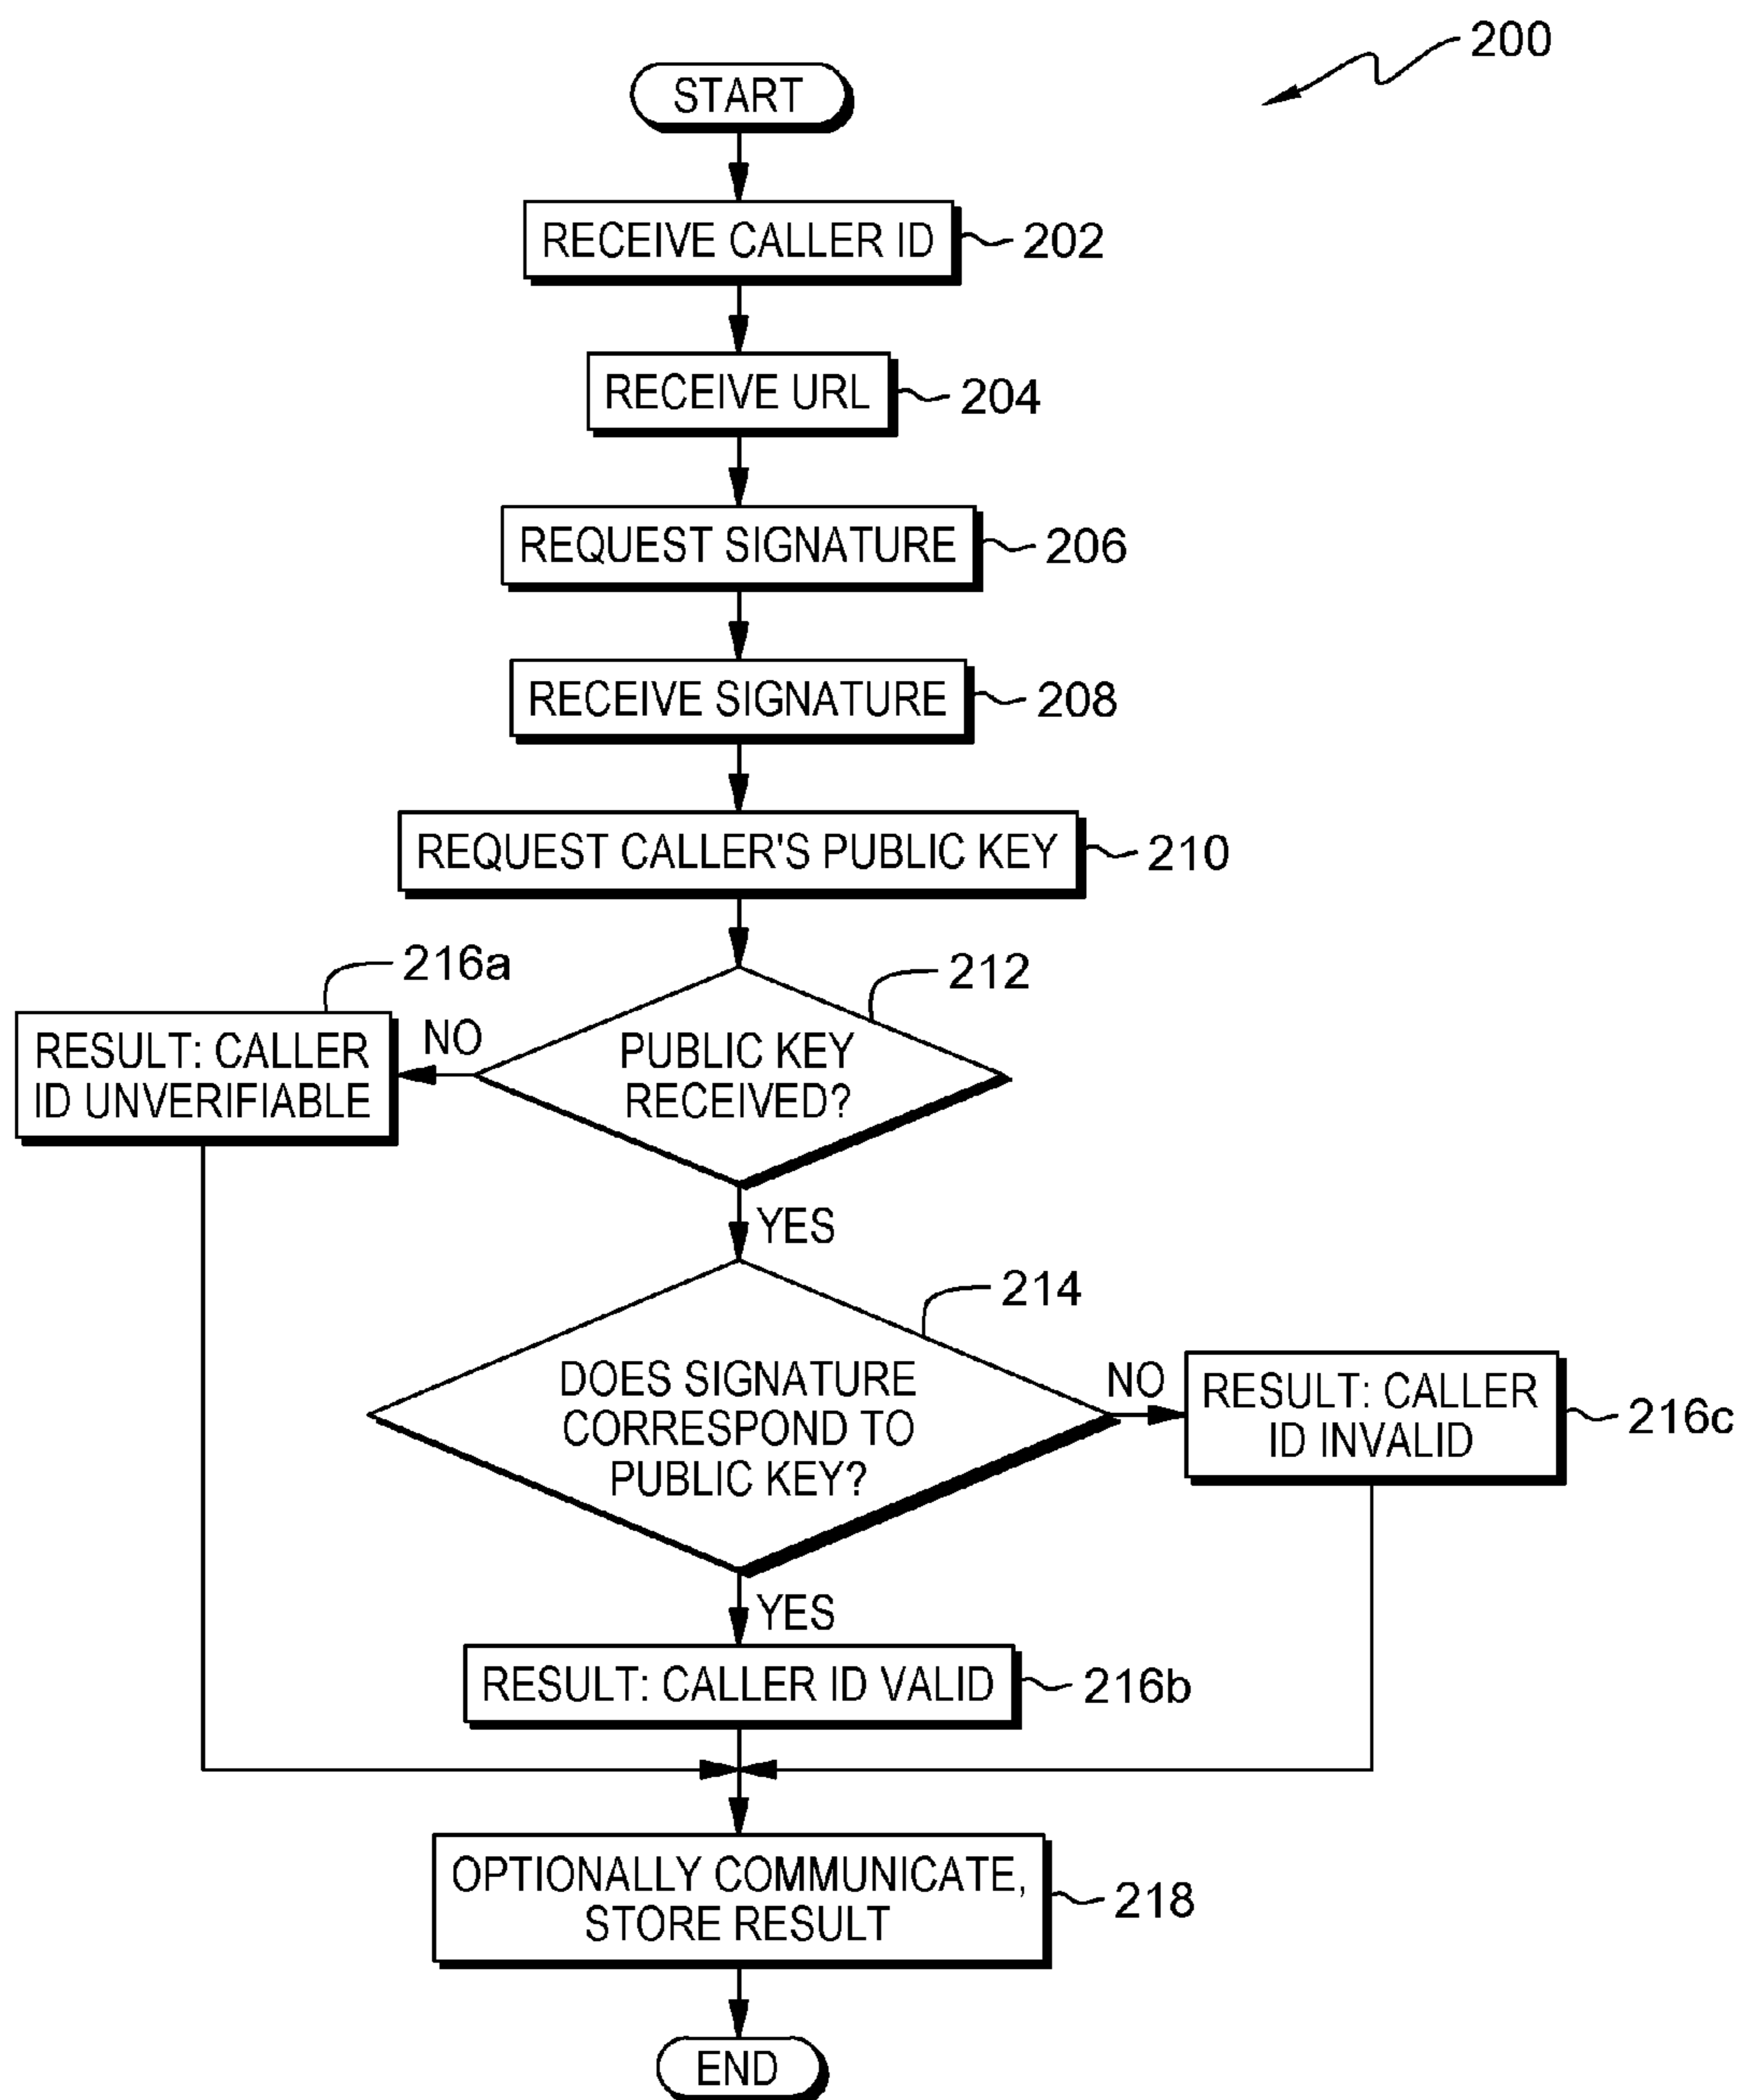 200
START
RECEIVE CALLER ID
202
RECEIVE URL
204
REQUEST SIGNATURE
206
RECEIVE SIGNATURE
208
REQUEST CALLER'S PUBLIC KEY
210
216a
212
RESULT: CALLER
ID UNVERIFIABLE
NO
PUBLIC KEY
RECEIVED?
YES
214
DOES SIGNATURE
CORRESPOND TO
PUBLIC KEY?
NO
RESULT: CALLER
ID INVALID
216c
YES
RESULT: CALLER ID VALID
216b
OPTIONALLY COMMUNICATE,
STORE RESULT
218
END